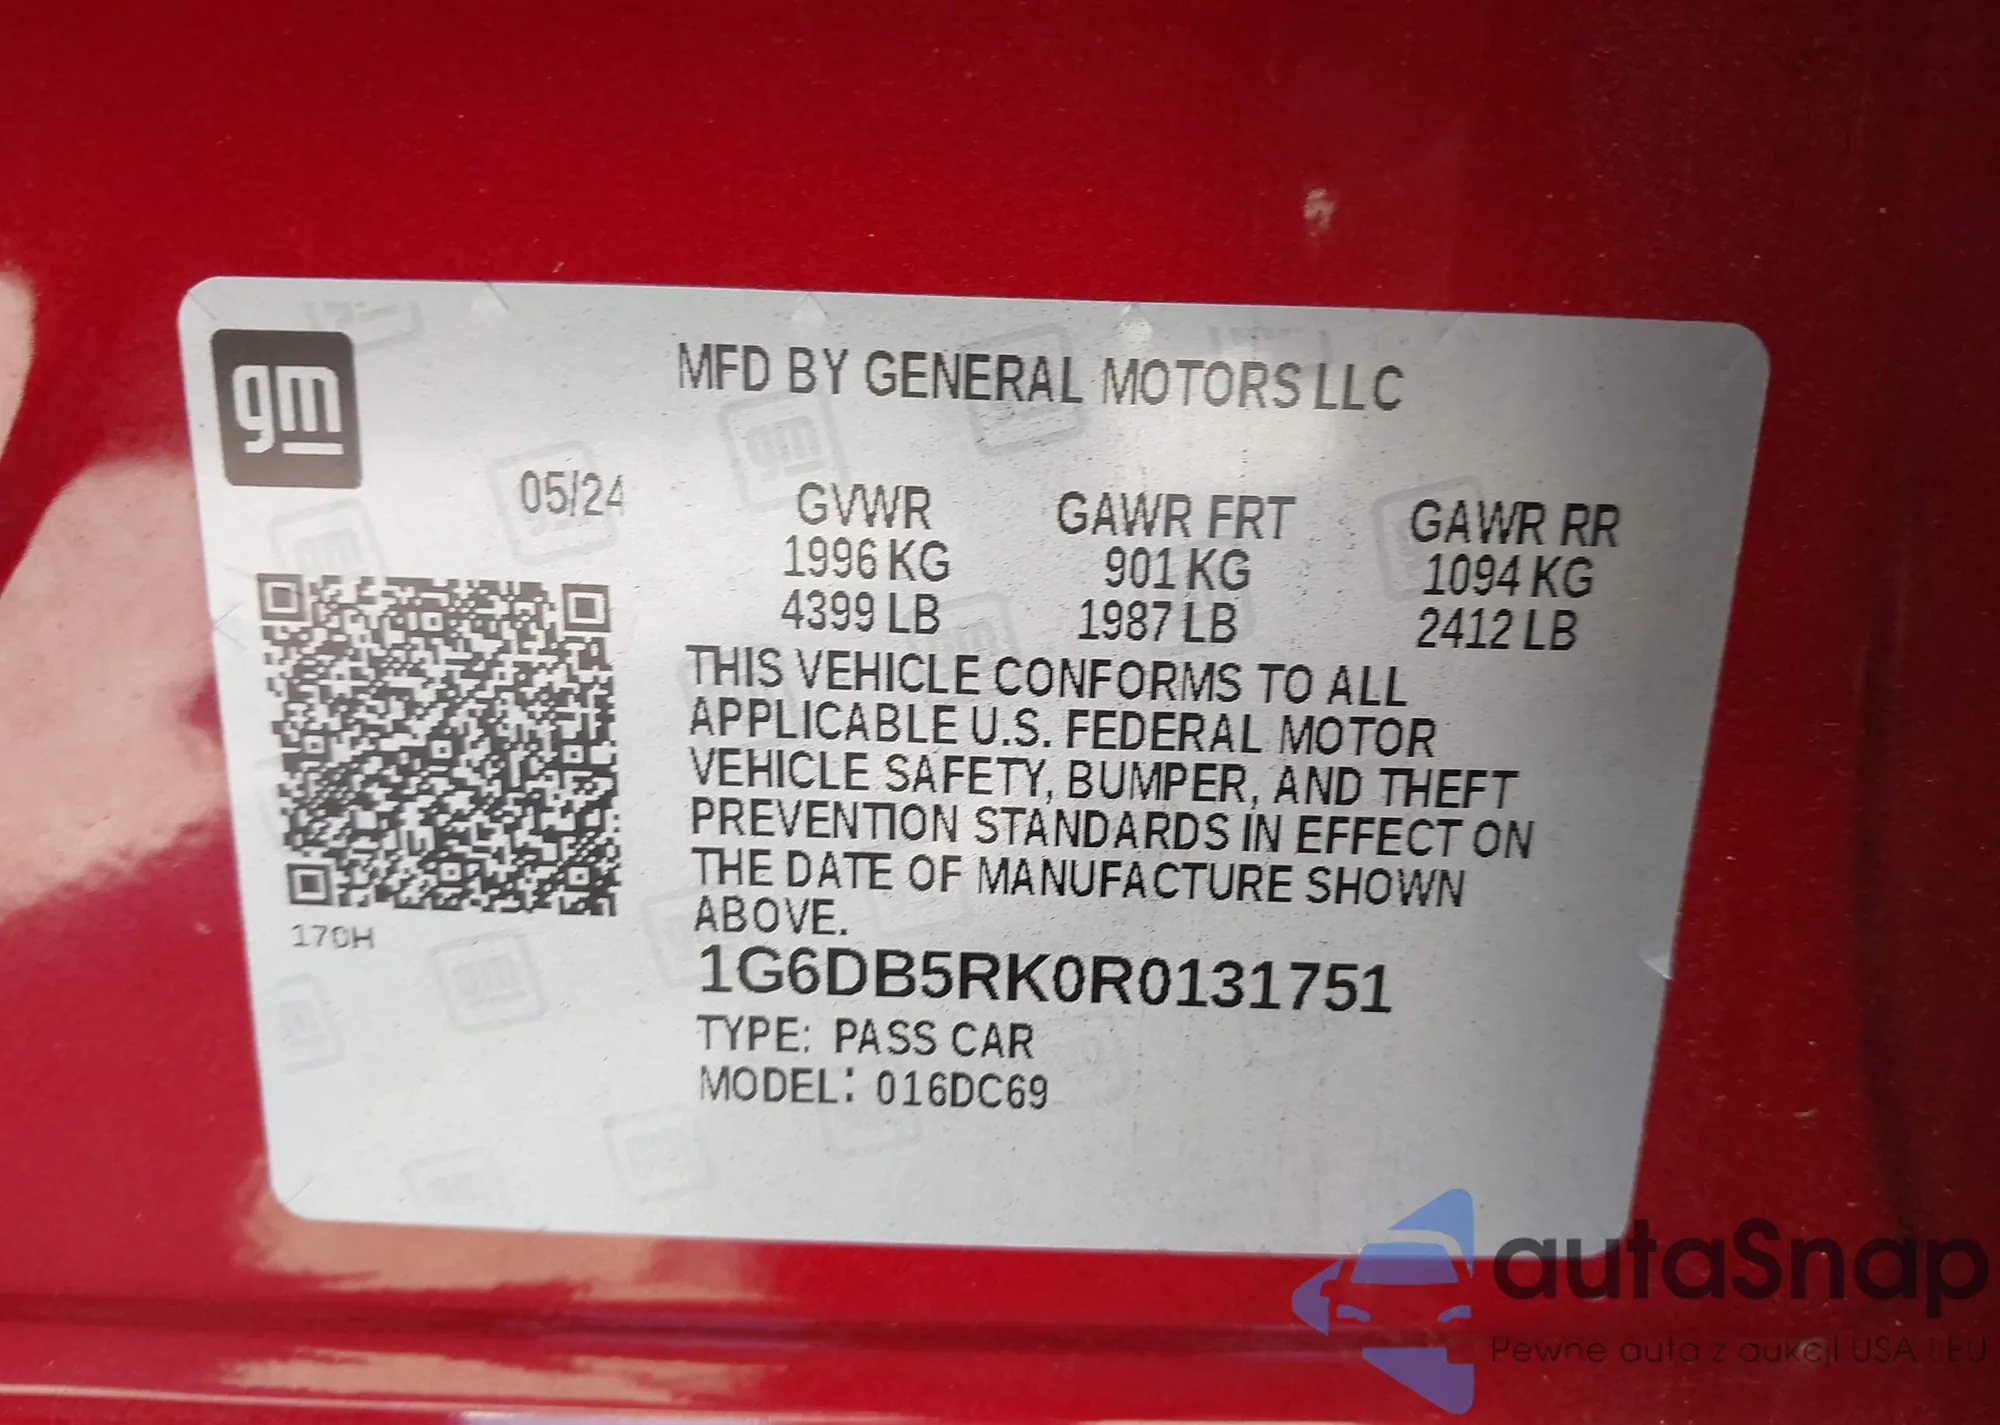 gm
MFD BY GENERAL MOTORS LLC
05/24
GVWR GAWR FRT GAWR RR
1996 KG 901 KG 1094 KG
4399 LB 1987 LB 2412 LB
THIS VEHICLE CONFORMS TO ALL
APPLICABLE U.S. FEDERAL MOTOR
VEHICLE SAFETY, BUMPER, AND THEFT
PREVENTION STANDARDS IN EFFECT ON
THE DATE OF MANUFACTURE SHOWN
ABOVE.
170H
1G6DB5RK0R0131751
TYPE: PASS CAR
MODEL: 016DC69
autaSnap
Pewne auta z aukcji USA i EU